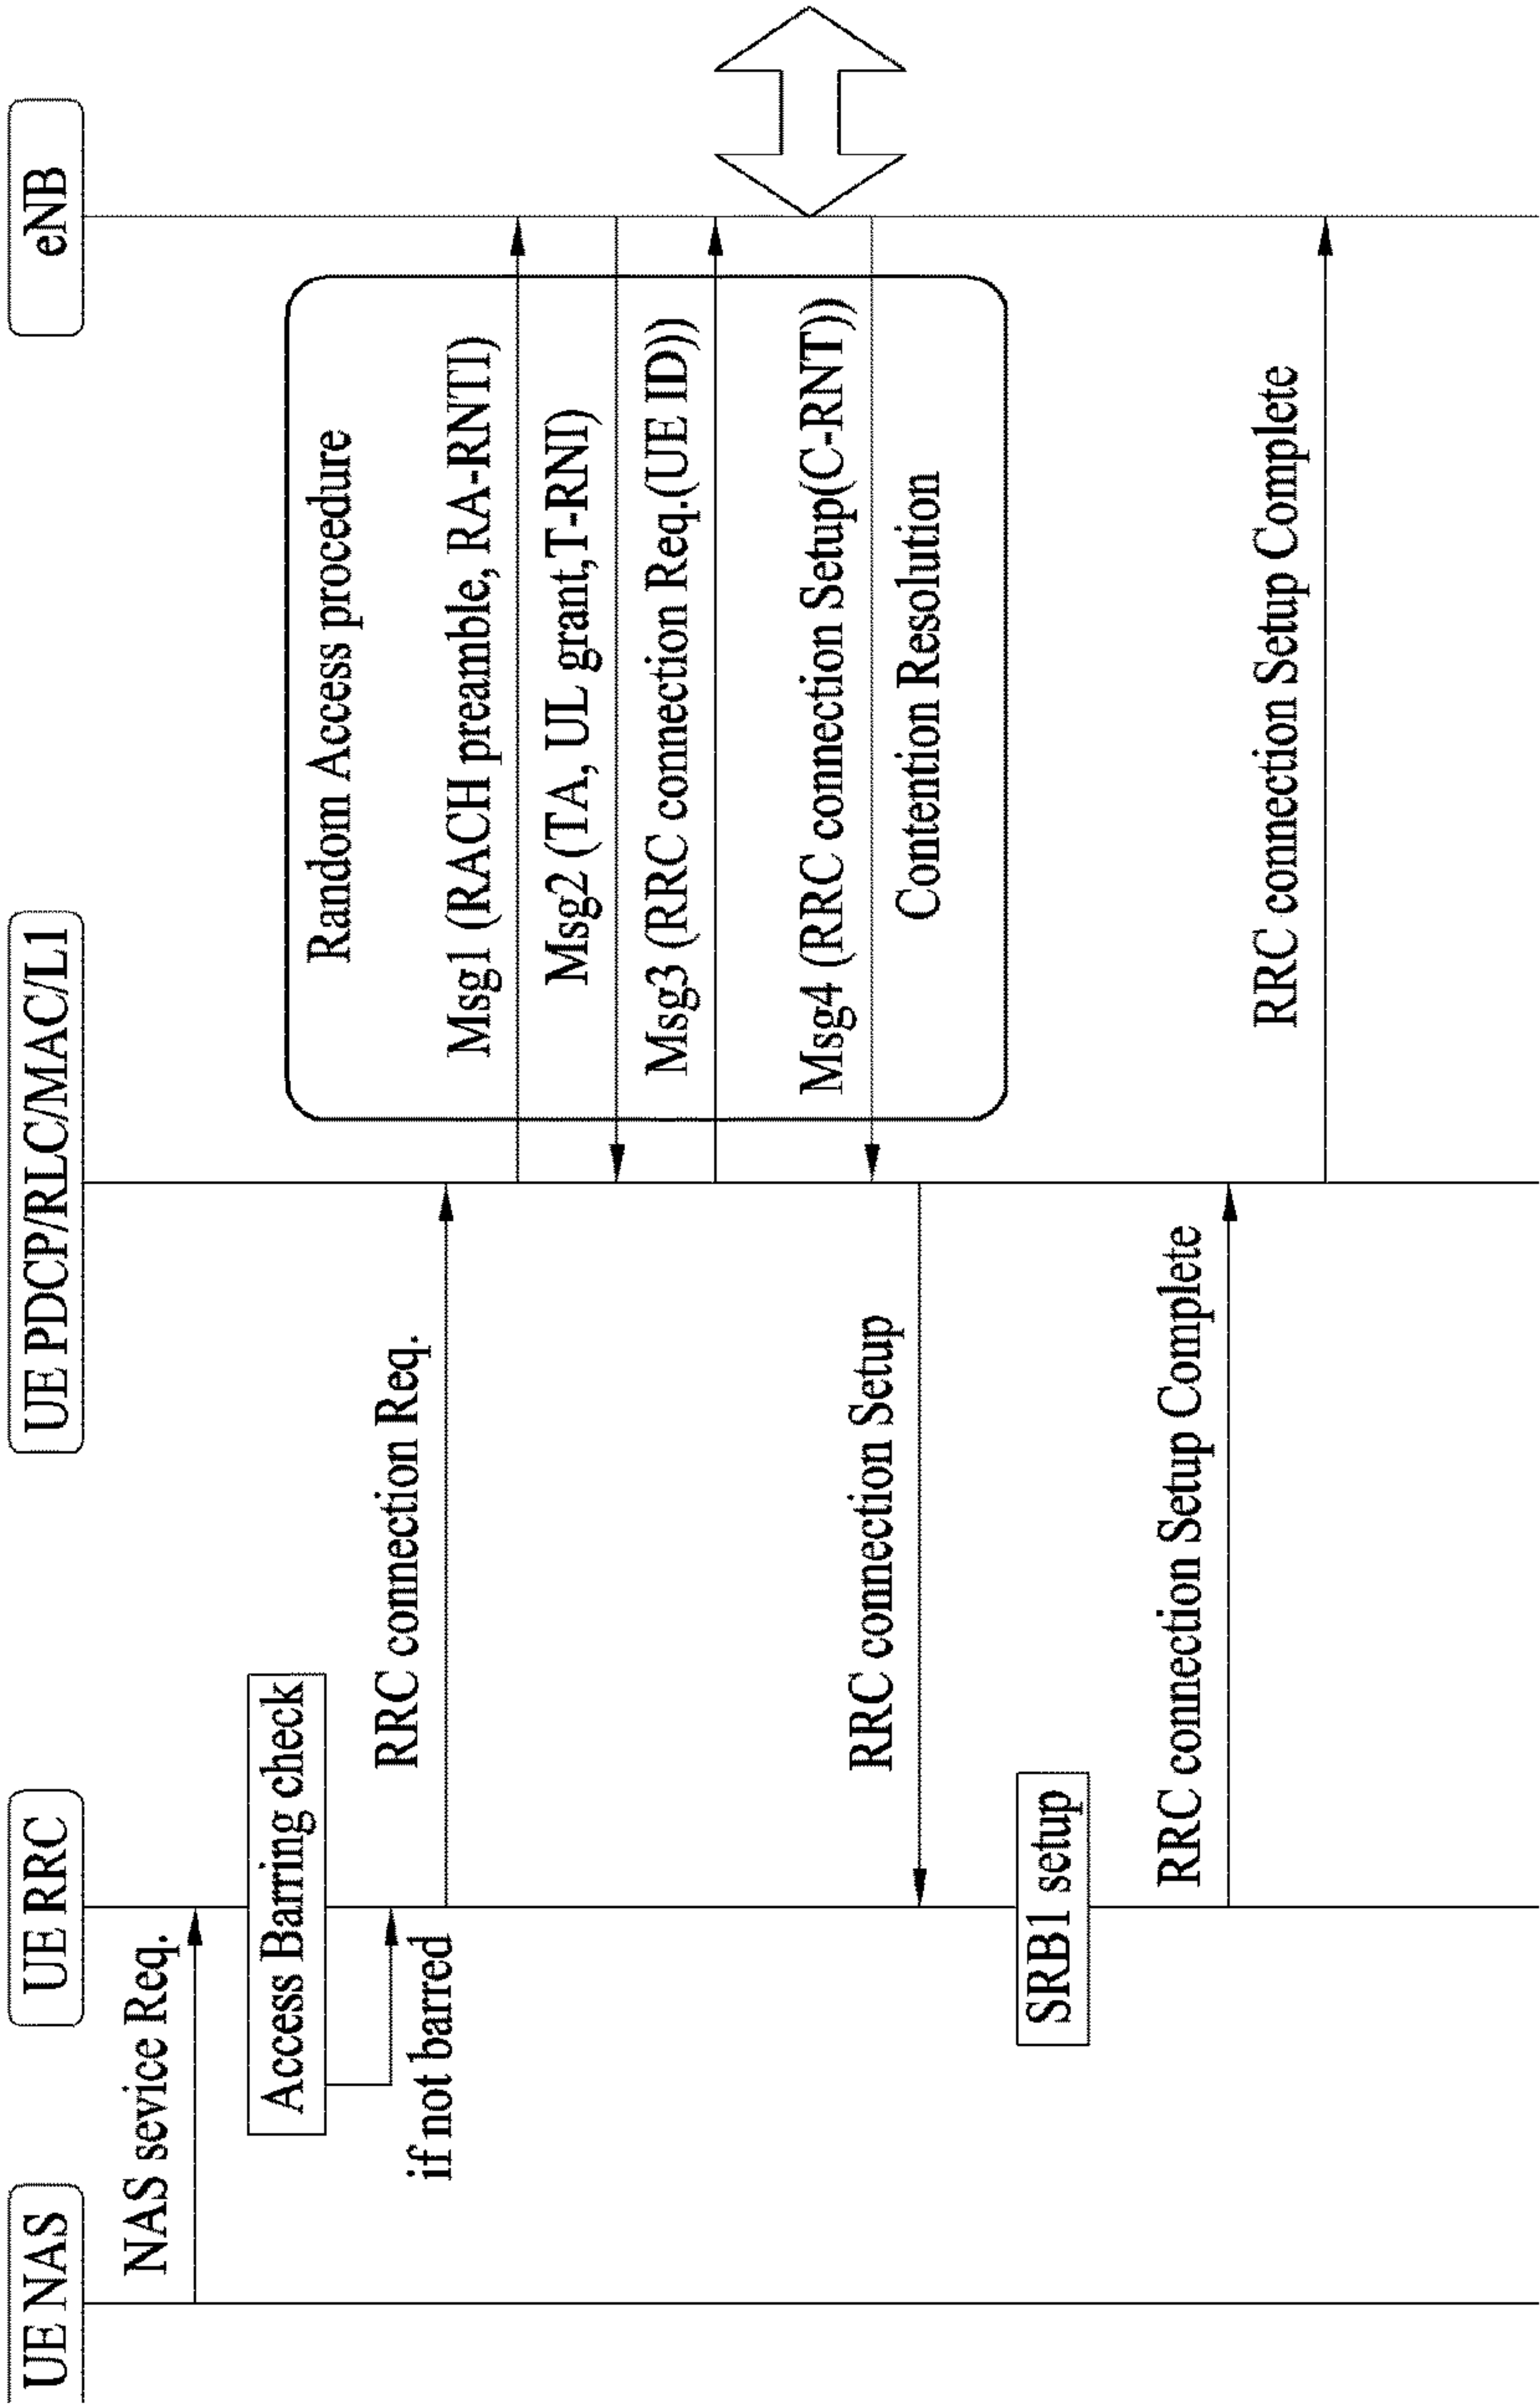 UE NAS
UE RRC
UE PDCP/RLC/MAC/L1
eNB
NAS sevice Req.
Access Barring check
if not barred
RRC connection Req.
Random Access procedure
Msg1 (RACH preamble, RA-RNTI)
Msg2 (TA, UL grant,T-RNI)
Msg3 (RRC connection Req.(UE ID))
Msg4 (RRC connection Setup(C-RNT))
Contention Resolution
RRC connection Setup
SRB1 setup
RRC connection Setup Complete
RRC connection Setup Complete